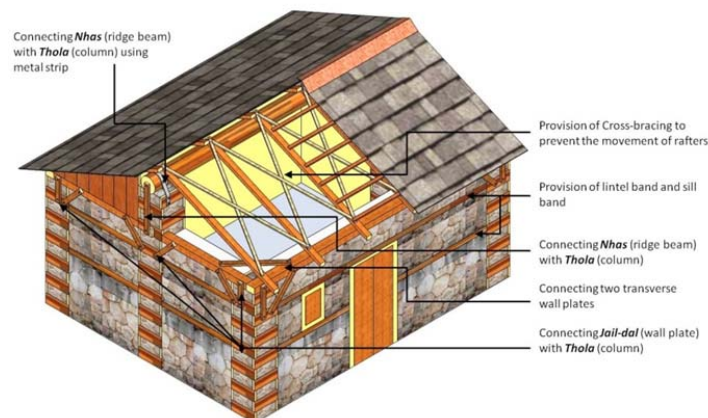 Connecting Nhas (ridge beam)
with Thola (column) using
metal strip
Provision of Cross-bracing to
prevent the movement of rafters
Provision of lintel band and sill
band
Connecting Nhas (ridge beam)
with Thola (column)
Connecting two transverse
wall plates
Connecting Jail-dal (wall plate)
with Thola (column)